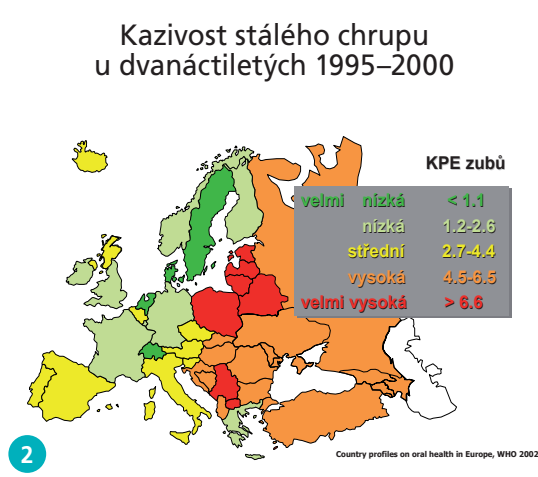 Kazivost stálého chrupu
u dvanáctiletých 1995–2000
KPE zubů
velmi nízká < 1.1
nízká 1.2-2.6
střední 2.7-4.4
vysoká 4.5-6.5
velmi vysoká > 6.6
2
Country profiles on oral health in Europe, WHO 2002